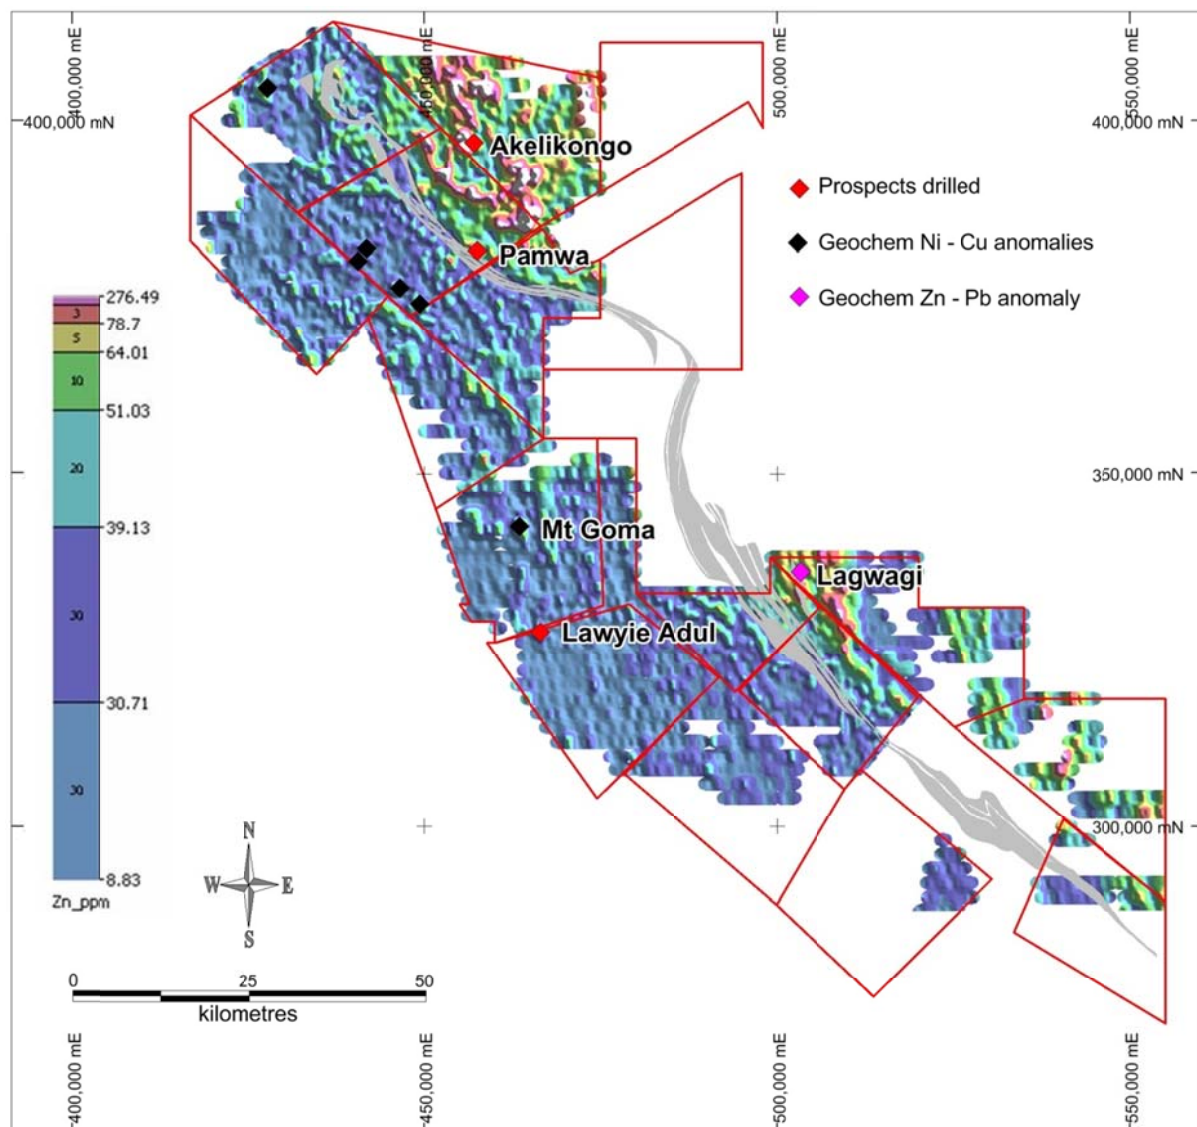 400,000 mE
450,000 mE
500,000 mE
550,000 mE
400,000 mN
400,000 mN
Akelikongo
Prospects drilled
Geochem Ni - Cu anomalies
Pamwa
Geochem Zn - Pb anomaly
276.49
3
78.7
5
64.01
10
51.03
20
39.13
30
30.71
30
8.83
Zn_ppm
350,000 mN
Mt Goma
Lagwagi
Lawyie Adul
300,000 mN
N
W
E
S
0
25
50
kilometres
400,000 mE
450,000 mE
500,000 mE
550,000 mE